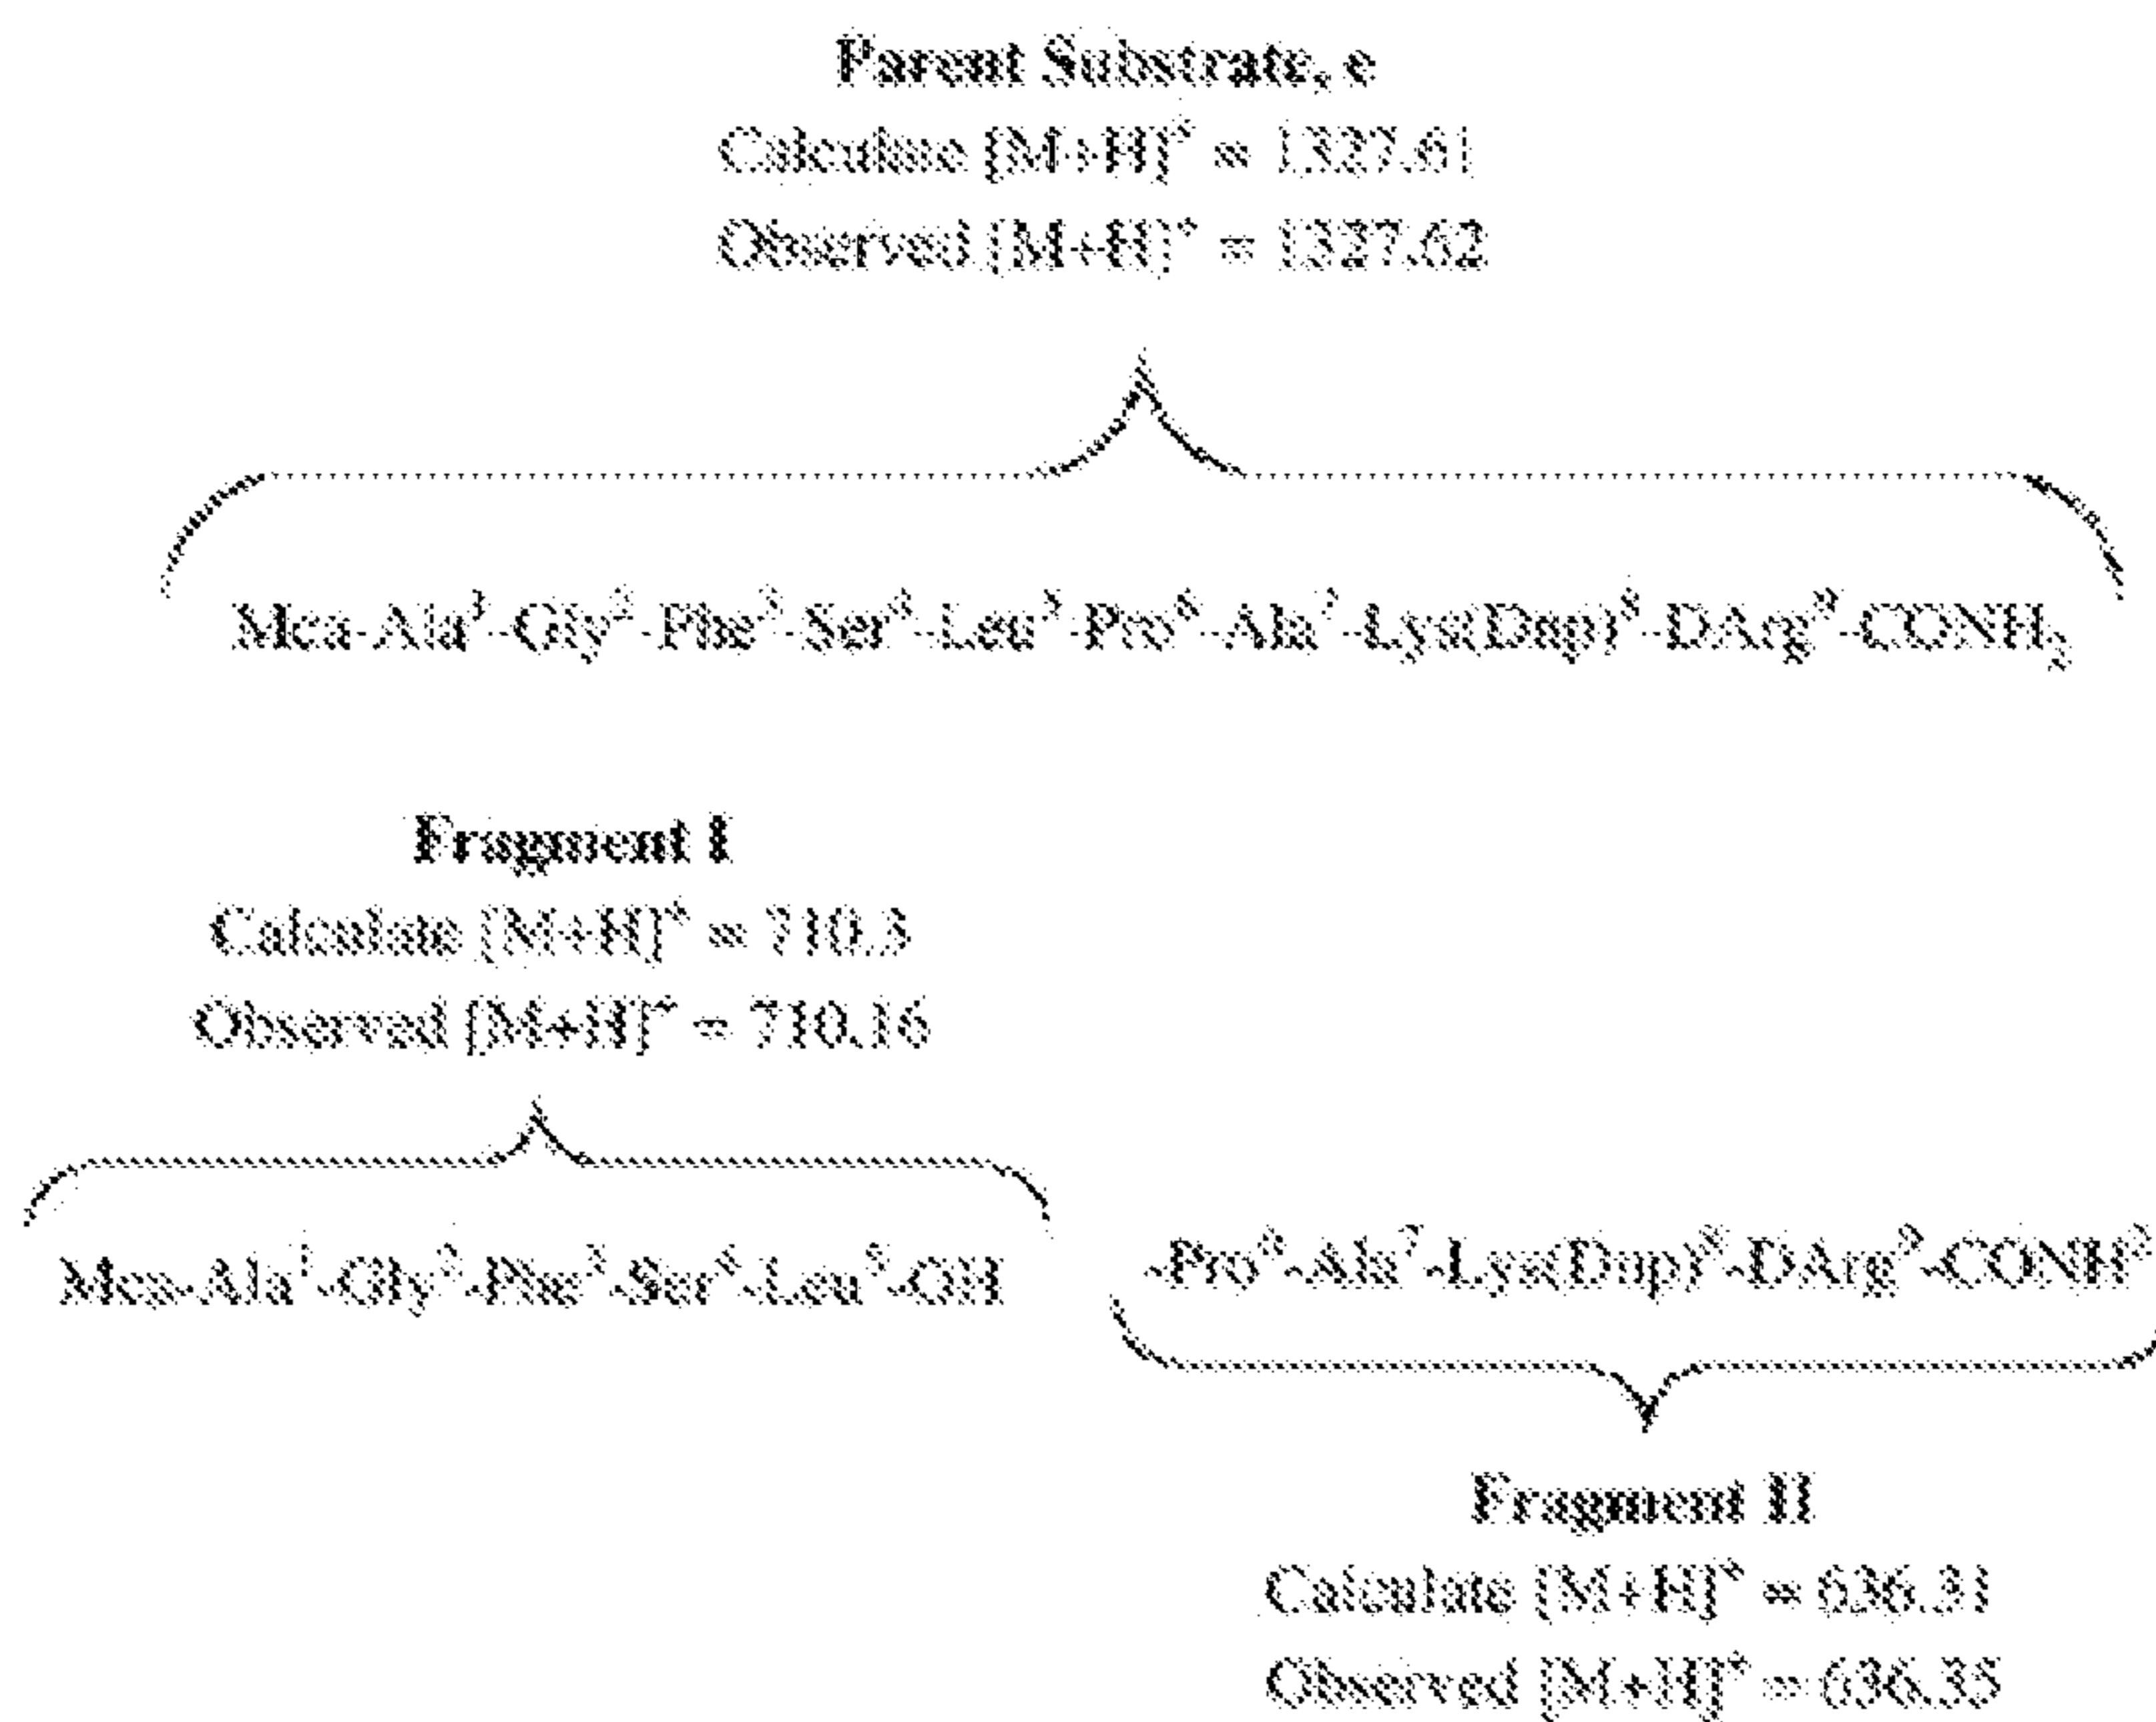 Parent Substrate, e
Calculate [M+H]⁺ = 1327.61
Observed [M+H]⁺ = 1327.62
Mca-Ala¹-Gly²-Phe³-Ser⁴-Leu⁵-Pro⁶-Ala⁷-Lys(Dnp)⁸-DArg⁹-CONH₂
Fragment I
Calculate [M+H]⁺ = 710.3
Observed [M+H]⁺ = 710.16
Mca-Ala¹-Gly²-Phe³-Ser⁴-Leu⁵-OH
-Pro⁶-Ala⁷-Lys(Dnp)⁸-DArg⁹-CONH²
Fragment II
Calculate [M+H]⁺ = 636.31
Observed [M+H]⁺ = 636.35